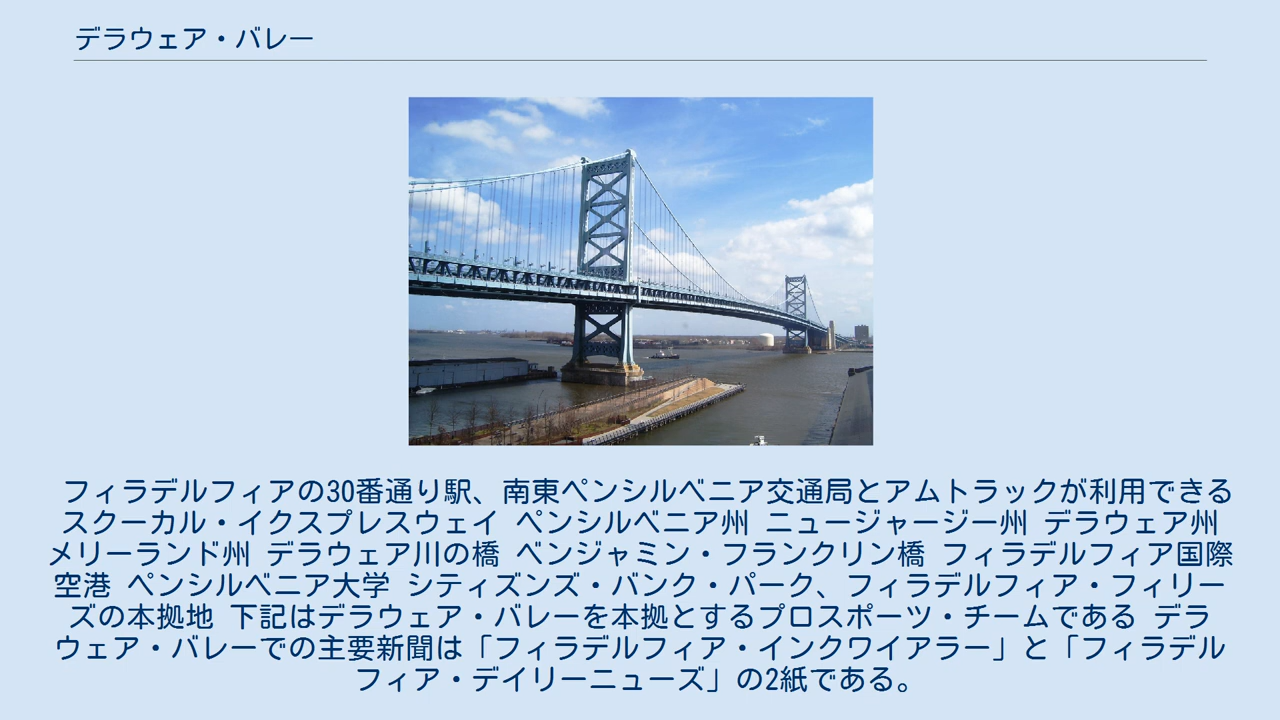 デラウェア・バレー
フィラデルフィアの30番通り駅、南東ペンシルベニア交通局とアムトラックが利用できる
スクーカル・イクスプレスウェイ ペンシルベニア州 ニュージャージー州 デラウェア州
メリーランド州 デラウェア川の橋 ベンジャミン・フランクリン橋 フィラデルフィア国際
空港 ペンシルベニア大学 シティズンズ・バンク・パーク、フィラデルフィア・フィリー
ズの本拠地 下記はデラウェア・バレーを本拠とするプロスポーツ・チームである デラ
ウェア・バレーでの主要新聞は「フィラデルフィア・インクワイアラー」と「フィラデル
フィア・デイリーニューズ」の2紙である。